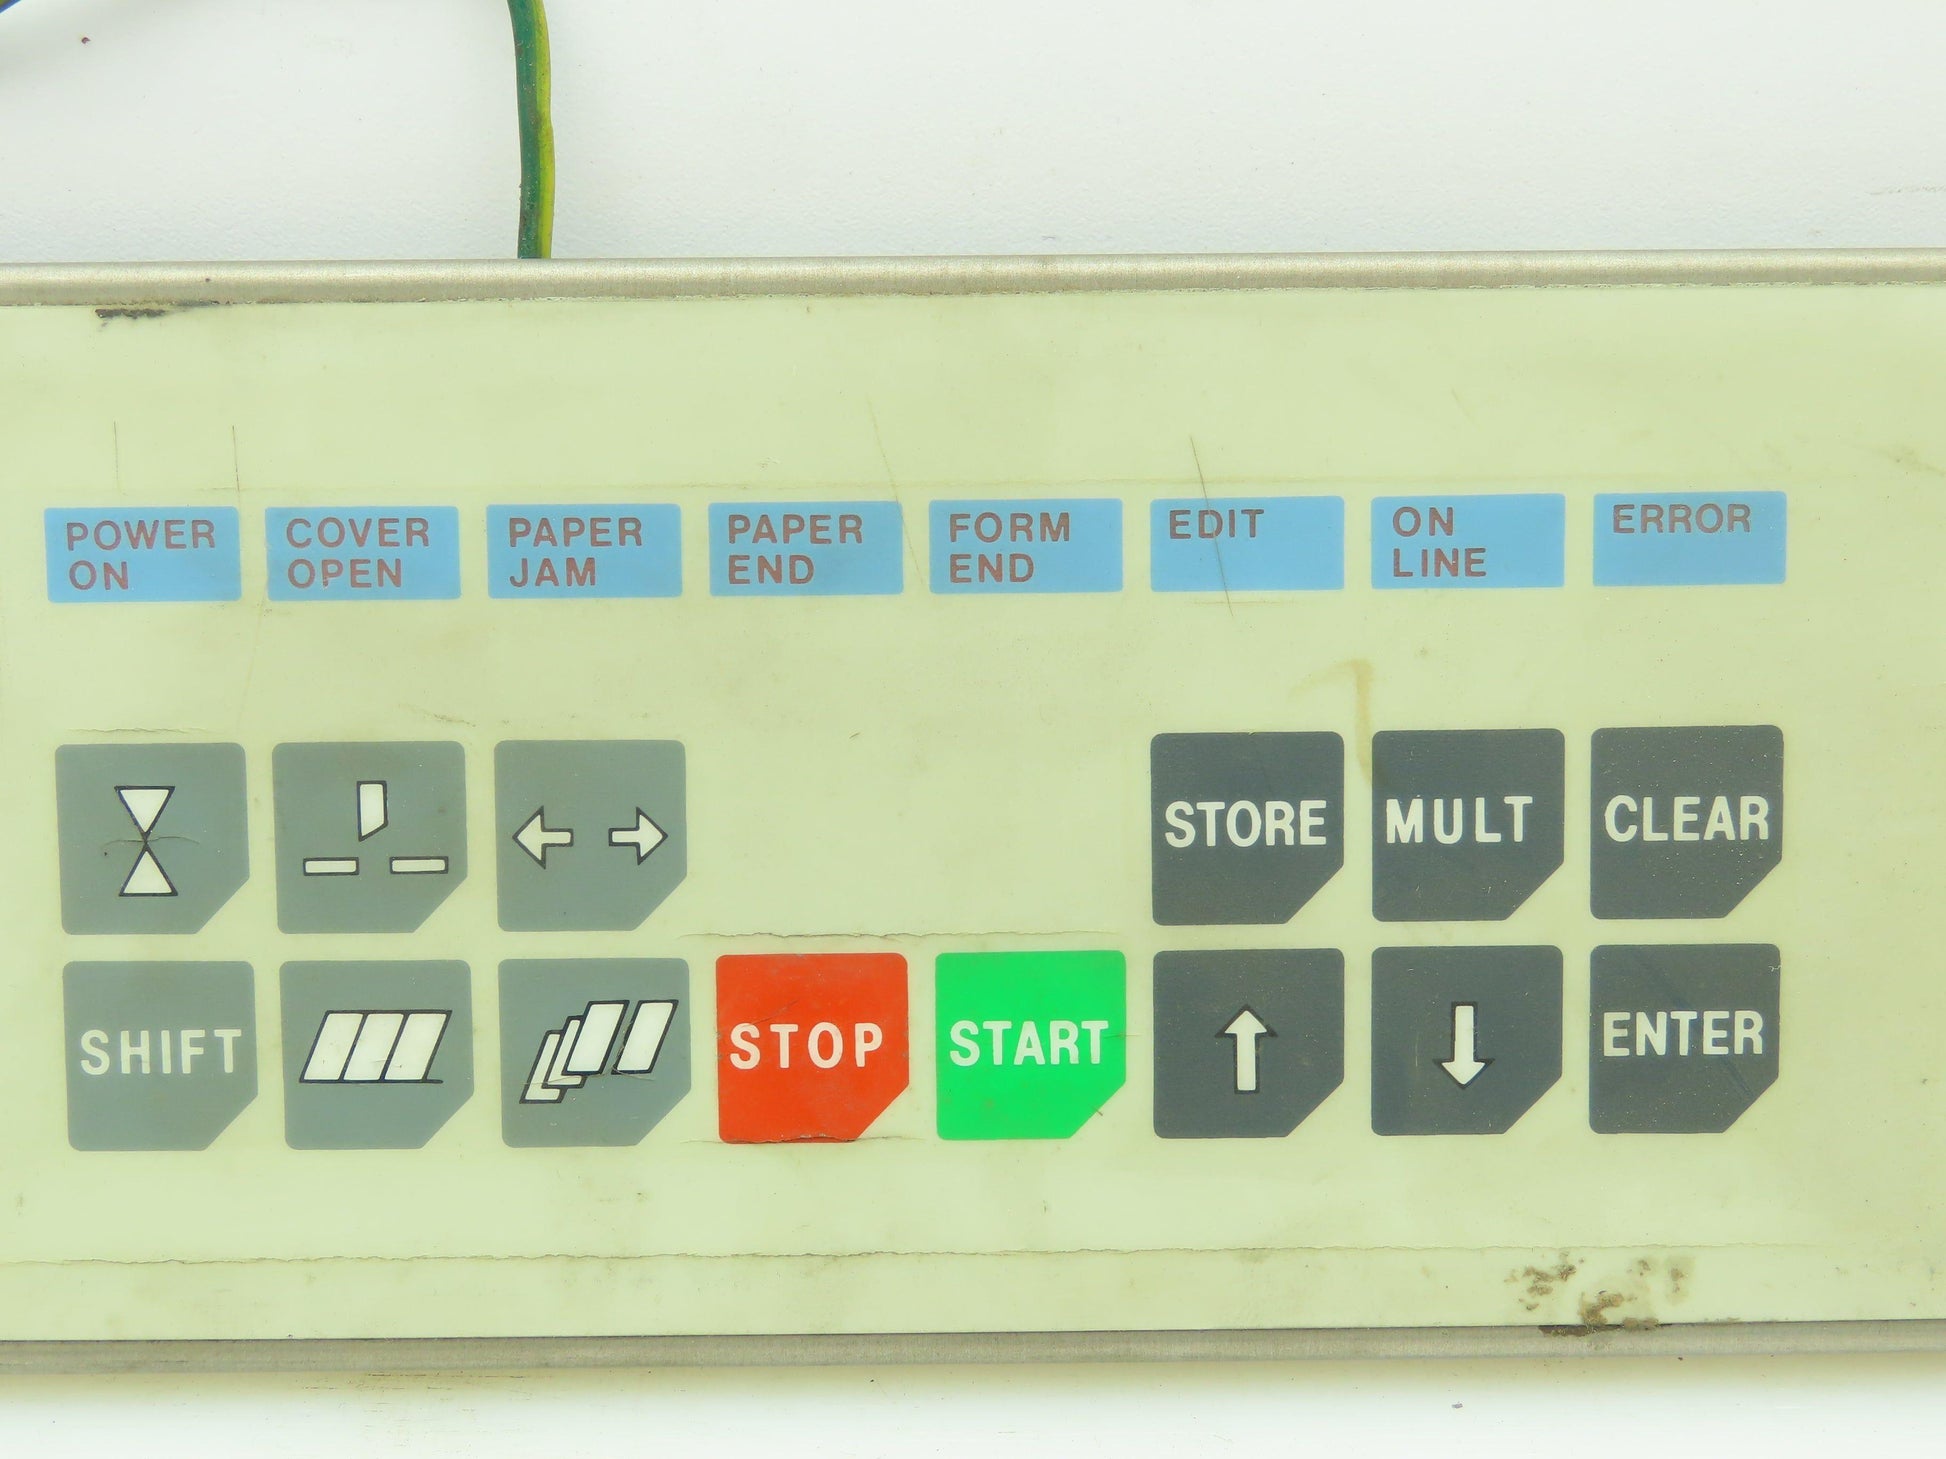 POWER
ON
COVER
OPEN
PAPER
JAM
PAPER
END
FORM
END
EDIT
ON
LINE
ERROR
STORE
MULT
CLEAR
SHIFT
STOP
START
ENTER